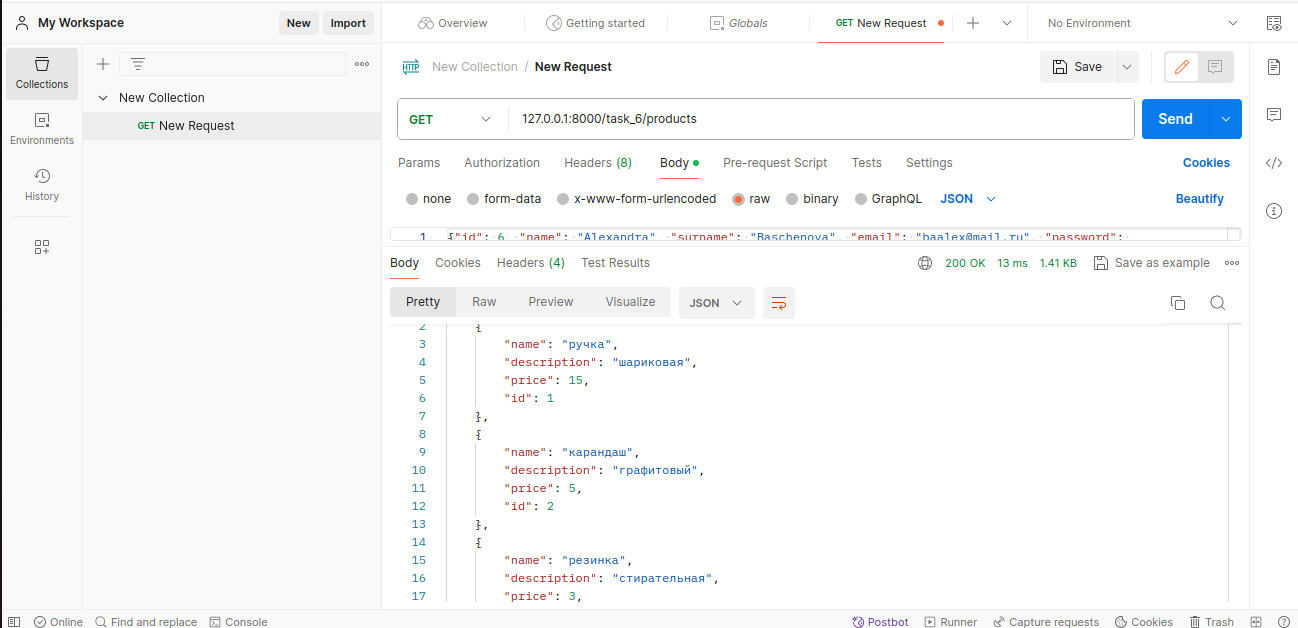 My Workspace
New
Import
Overview
Getting started
Globals
GET New Request
No Environment
Collections
Environments
History
New Collection
GET New Request
HTTP
New Collection / New Request
Save
GET
127.0.0.1:8000/task_6/products
Send
Params
Authorization
Headers (8)
Body
Pre-request Script
Tests
Settings
Cookies
none
form-data
x-www-form-urlencoded
raw
binary
GraphQL
JSON
Beautify
1 {"id": 6, "name": "Alexandra", "surname": "Baschenova", "email": "baalex@mail.ru", "password":
Body
Cookies
Headers (4)
Test Results
200 OK
13 ms
1.41 KB
Save as example
Pretty
Raw
Preview
Visualize
JSON
2 {
3 "name": "ручка",
4 "description": "шариковая",
5 "price": 15,
6 "id": 1
7 },
8 {
9 "name": "карандаш",
10 "description": "графитовый",
11 "price": 5,
12 "id": 2
13 },
14 {
15 "name": "резинка",
16 "description": "стирательная",
17 "price": 3,
Online
Find and replace
Console
Postbot
Runner
Capture requests
Cookies
Trash